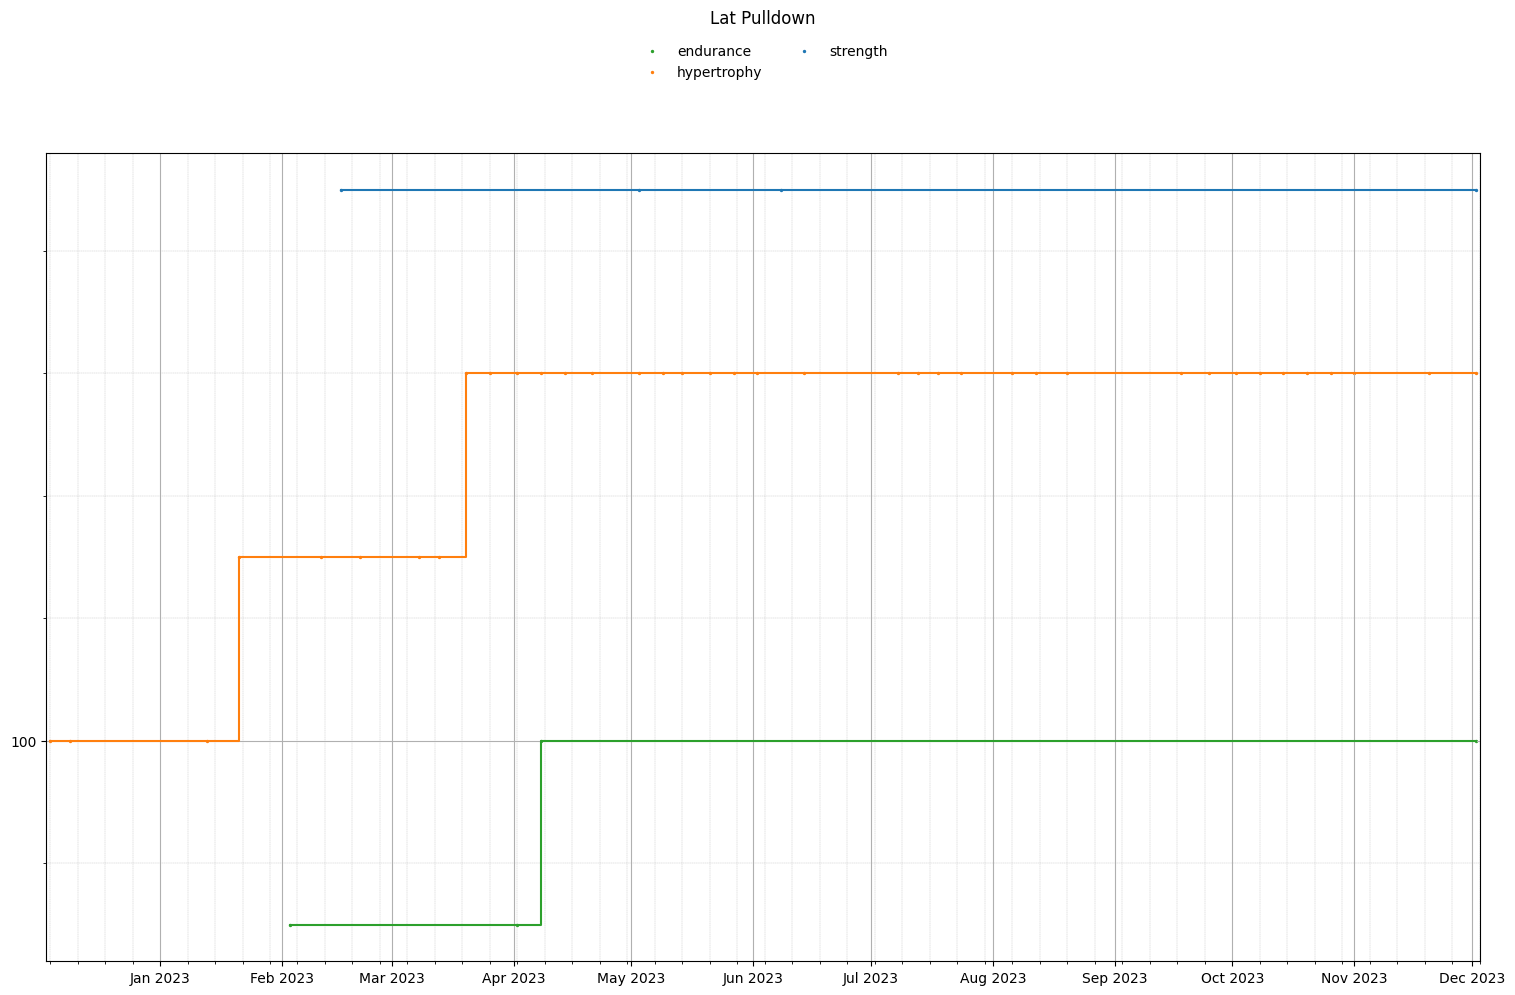 Lat Pulldown
endurance
hypertrophy
strength
100
Jan 2023
Feb 2023
Mar 2023
Apr 2023
May 2023
Jun 2023
Jul 2023
Aug 2023
Sep 2023
Oct 2023
Nov 2023
Dec 2023